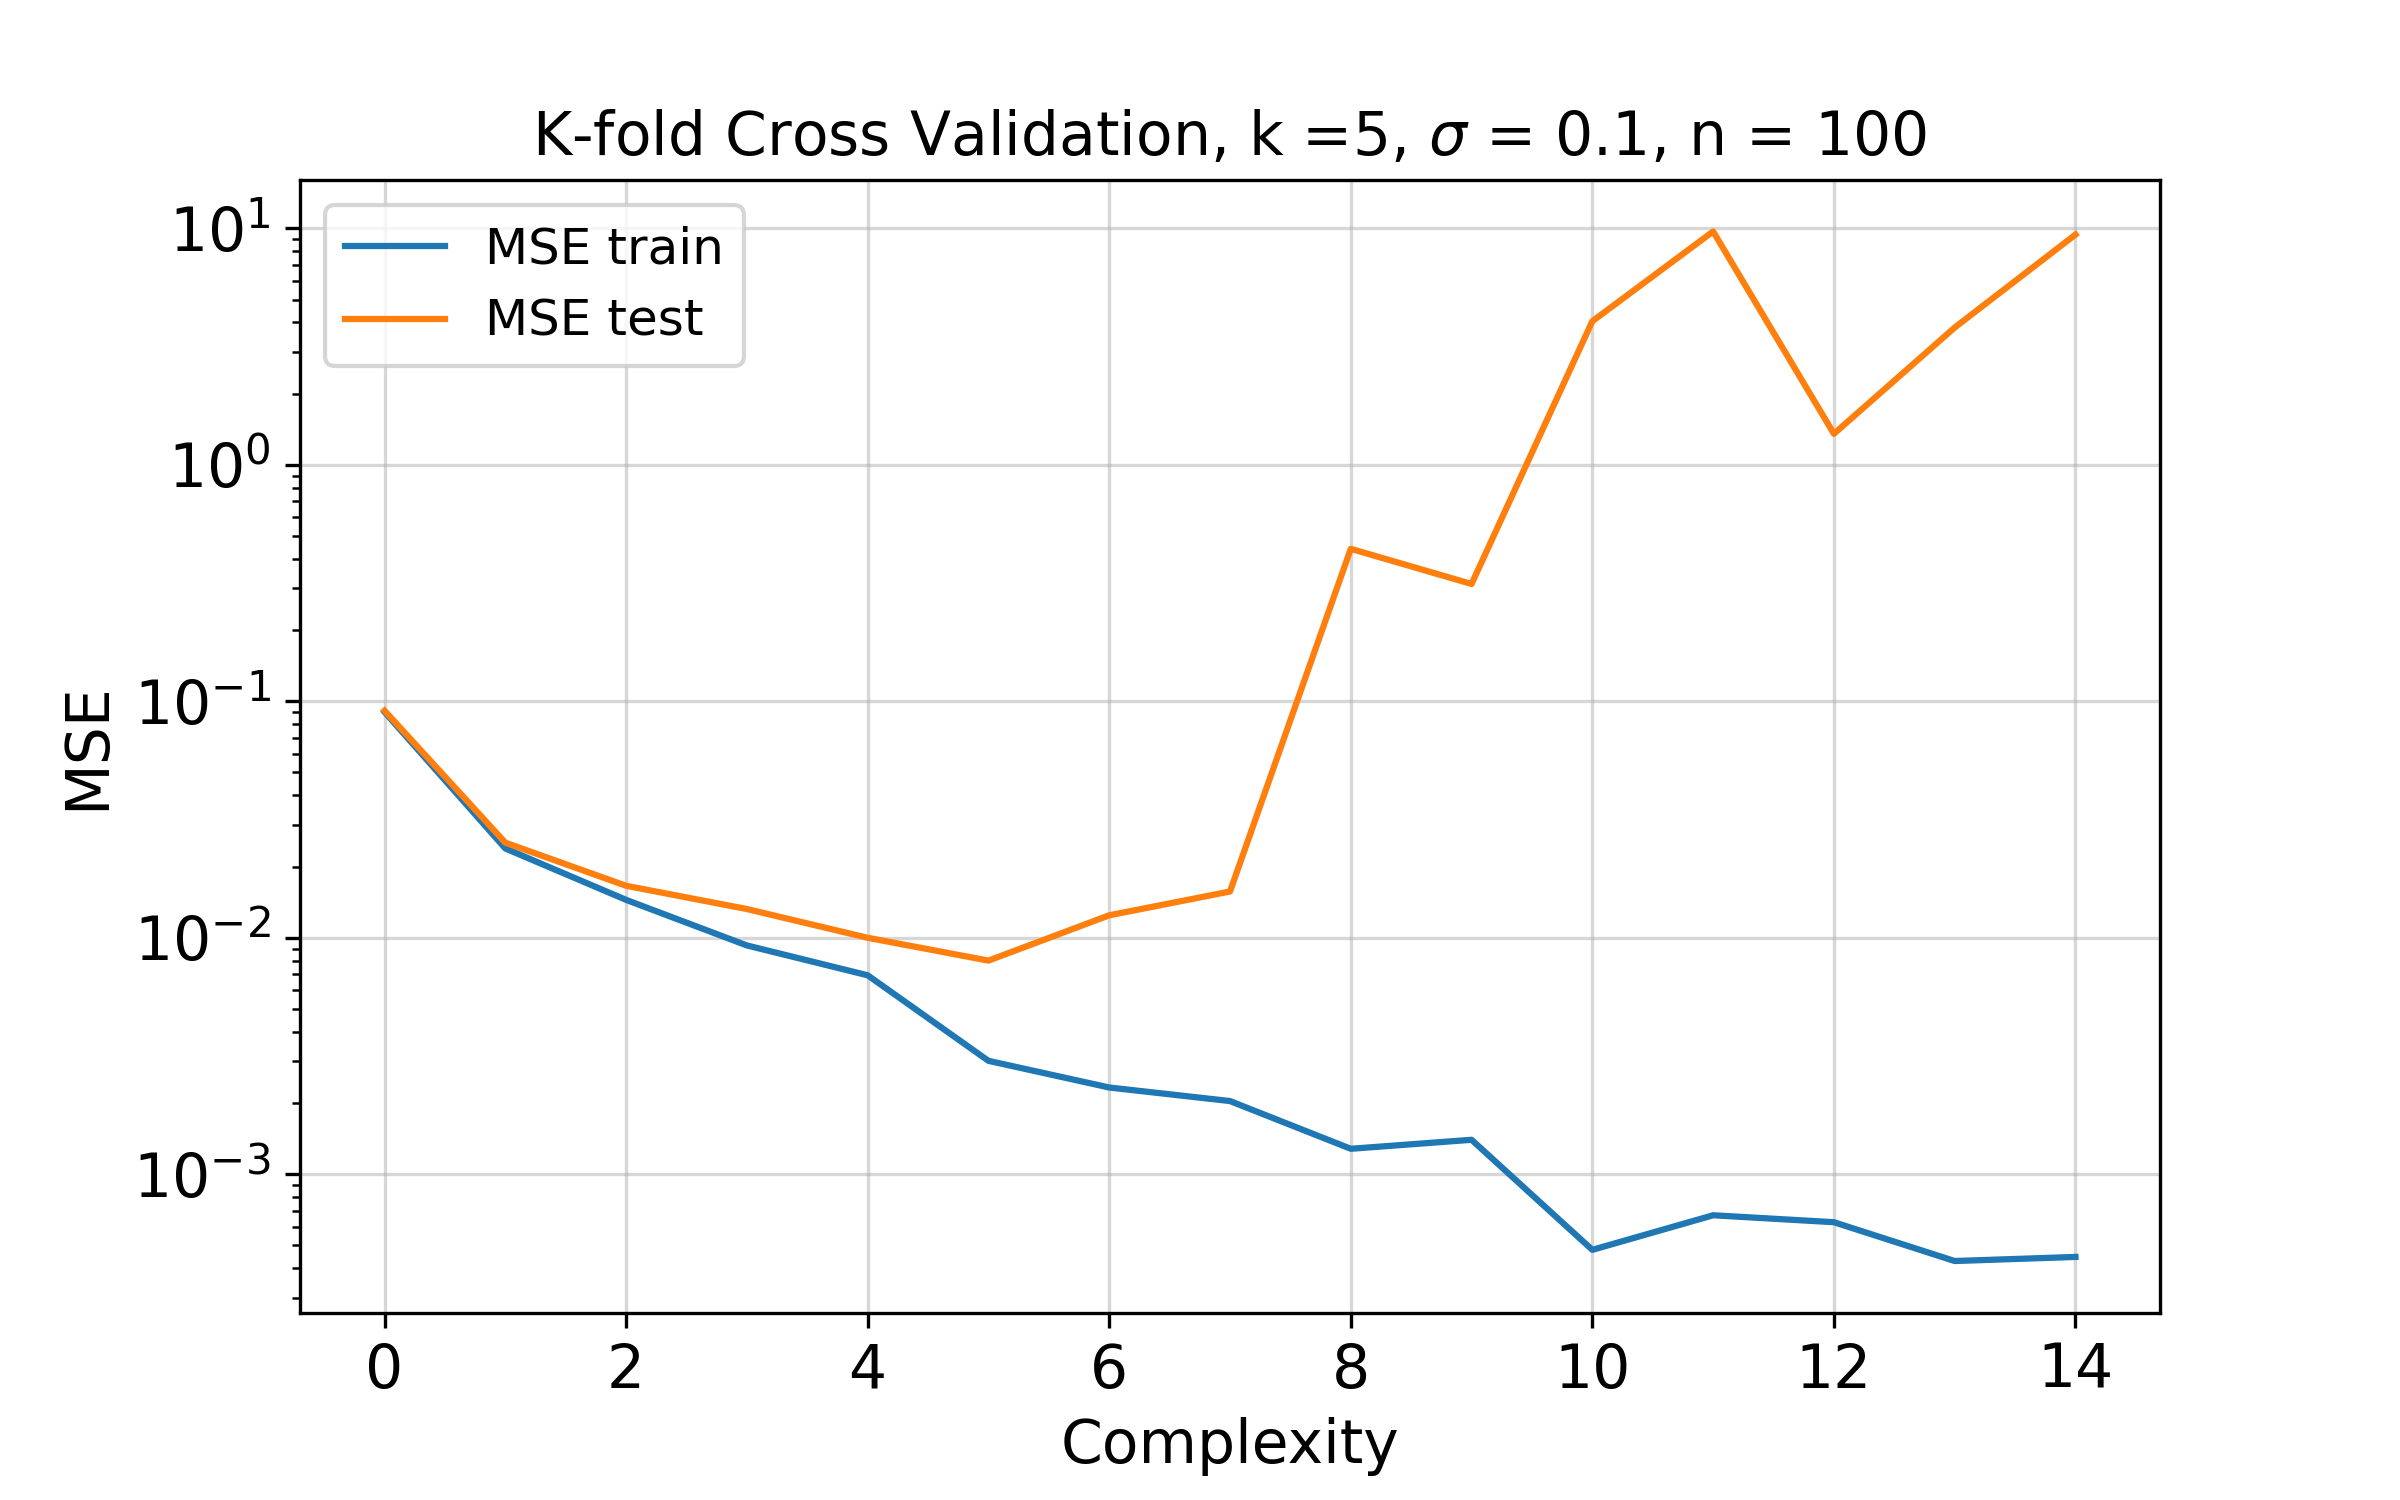 K-fold Cross Validation, k =5, σ = 0.1, n = 100
MSE train
MSE test
10¹
10⁰
10⁻¹
10⁻²
10⁻³
MSE
0 2 4 6 8 10 12 14
Complexity